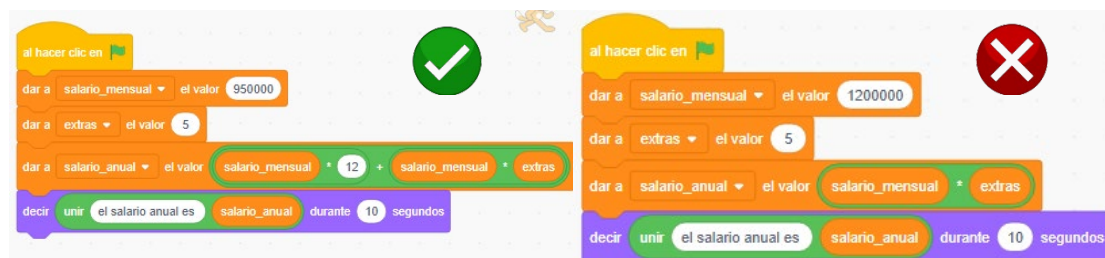 al hacer clic en
dar a salario_mensual el valor 950000
dar a extras el valor 5
dar a salario_anual el valor salario_mensual * 12 + salario_mensual * extras
decir unir el salario anual es salario_anual durante 10 segundos
al hacer clic en
dar a salario_mensual el valor 1200000
dar a extras el valor 5
dar a salario_anual el valor salario_mensual * extras
decir unir el salario anual es salario_anual durante 10 segundos